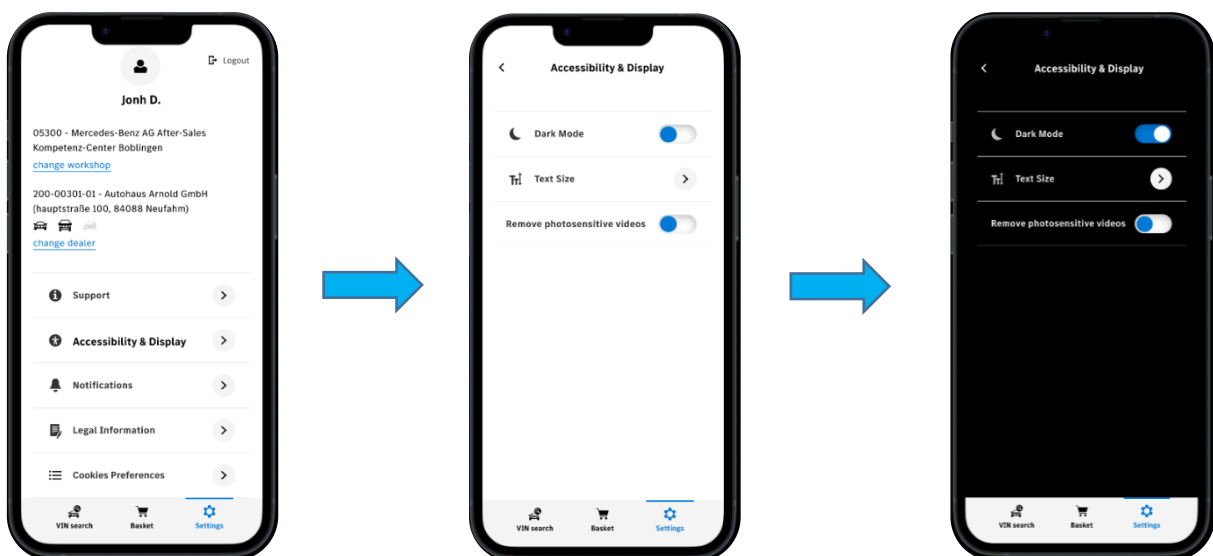 Logout
Jonh D.
05300 - Mercedes-Benz AG After-Sales
Kompetenz-Center Boblingen
change workshop
200-00301-01 - Autohaus Arnold GmbH
(hauptstraße 100, 84088 Neufahm)
change dealer
Support
Accessibility & Display
Notifications
Legal Information
Cookies Preferences
VIN search Basket Settings
Accessibility & Display
Dark Mode
Text Size
Remove photosensitive videos
VIN search Basket Settings
Accessibility & Display
Dark Mode
Text Size
Remove photosensitive videos
VIN search Basket Settings